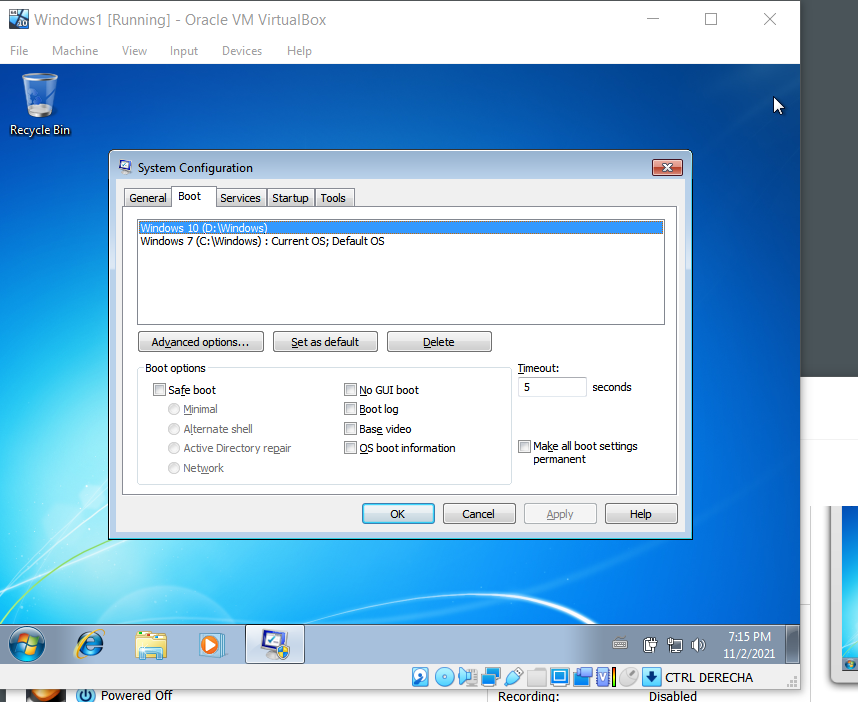 Windows1 [Running] - Oracle VM VirtualBox
File Machine View Input Devices Help
Recycle Bin
System Configuration
General Boot Services Startup Tools
Windows 10 (D:\Windows)
Windows 7 (C:\Windows) : Current OS; Default OS
Advanced options... Set as default Delete
Boot options
Timeout:
Safe boot No GUI boot
5 seconds
Minimal Boot log
Alternate shell Base video
Active Directory repair OS boot information
Make all boot settings
permanent
Network
OK Cancel Apply Help
7:15 PM
11/2/2021
CTRL DERECHA
Powered Off
Recording: Disabled